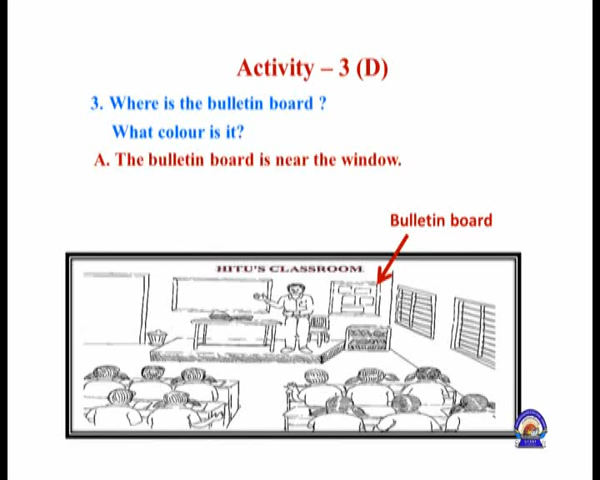 Activity – 3 (D)
3. Where is the bulletin board ?
What colour is it?
A. The bulletin board is near the window.
Bulletin board
HITU'S CLASSROOM